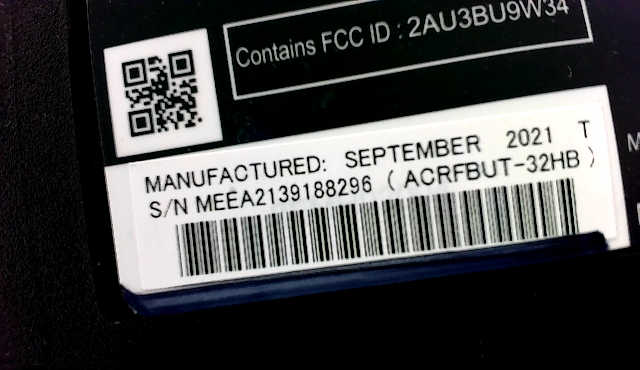 Contains FCC ID : 2AU3BU9W34
MANUFACTURED: SEPTEMBER 2021 T
S/N MEEA2139188296 ( ACRFBUT-32HB )